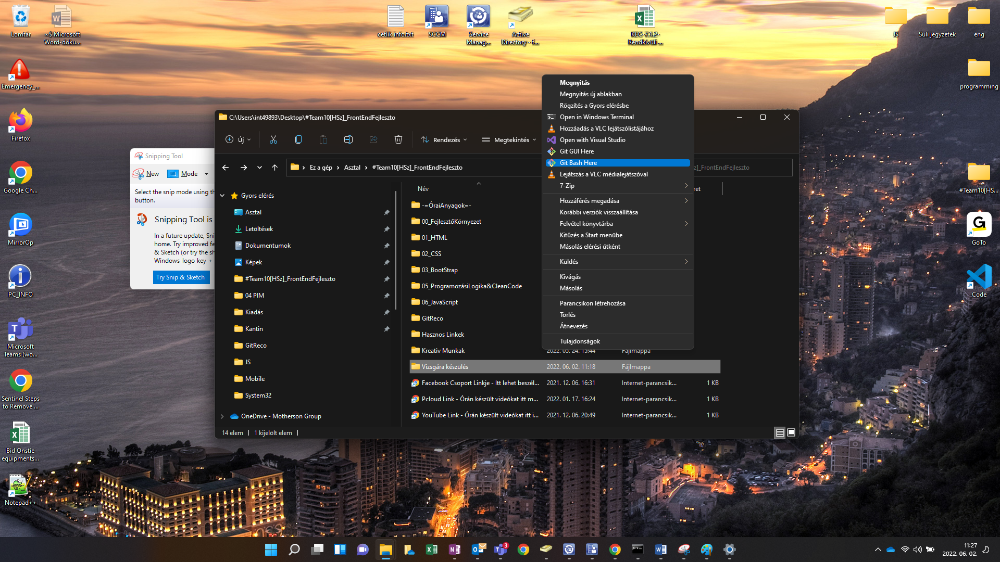 Lomtár
~$ Microsoft
Word-doku...
cetlik info.txt
SCCM
Service
Manag...
Active
Directory - f...
KEC-7.1.2-
Rendkívüli ...
JS
Suli jegyzetek
eng
Emergency_...
programming
Firefox
Google Ch...
MirrorOp
PC_INFO
Microsoft
Teams (wo...
Sentinel Steps
to Remove ...
Bid Onstie
equipments...
Notepad++
#Team10[HS...
GoTo
Code
Snipping Tool
New
Mode
Select the snip mode using th
button.
Snipping Tool is
In a future update, Sni
home. Try improved fe
& Sketch (or try the sh
Windows logo key +
Try Snip & Sketch
C:\Users\int49893\Desktop\#Team10[HSz]_FrontEndFejleszto
Új
Rendezés
Megtekintés
Ez a gép
Asztal
#Team10[HSz]_FrontEndFejleszto
z]_FrontEndFejleszto
Gyors elérés
Asztal
Letöltések
Dokumentumok
Képek
#Team10[HSz]_FrontEndFejleszto
04 PIM
Kiadás
Kantin
GitReco
JS
Mobile
System32
OneDrive - Motherson Group
Név
ret
-=ÓraiAnyagok=-
00_FejlesztőKörnyezet
01_HTML
02_CSS
03_BootStrap
05_ProgramozásiLogika&CleanCode
06_JavaScript
GitReco
Hasznos Linkek
Kreativ Munkak 2022. 05. 24. 15:44 Fájlmappa
Vizsgára készülés 2022. 06. 02. 11:18 Fájlmappa
Facebook Csoport Linkje - Itt lehet beszél... 2021. 12. 06. 16:31 Internet-parancsik... 1 KB
Pcloud Link - Órán készült videókat itt m... 2022. 01. 17. 16:24 Internet-parancsik... 1 KB
YouTube Link - Órán készült videókat itt i... 2021. 12. 06. 20:49 Internet-parancsik... 1 KB
14 elem
1 kijelölt elem
Megnyitás
Megnyitás új ablakban
Rögzítés a Gyors elérésbe
Open in Windows Terminal
Hozzáadás a VLC lejátszólistájához
Open with Visual Studio
Git GUI Here
Git Bash Here
Lejátszás a VLC médialejátszóval
7-Zip
Hozzáférés megadása
Korábbi verziók visszaállítása
Felvétel könyvtárba
Kitűzés a Start menübe
Másolás elérési útként
Küldés
Kivágás
Másolás
Parancsikon létrehozása
Törlés
Átnevezés
Tulajdonságok
3
11:27
2022. 06. 02.